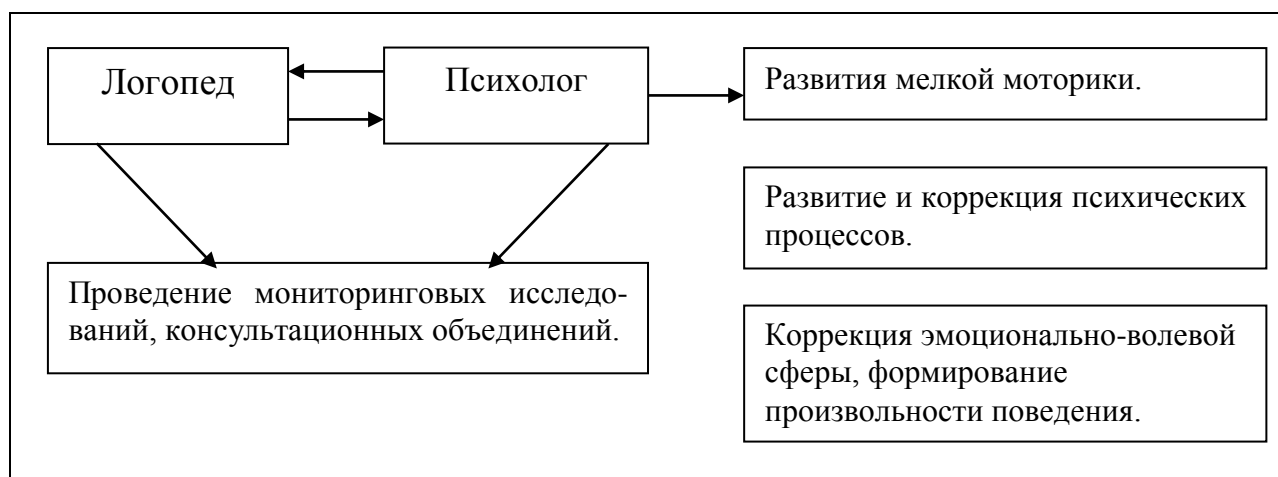 Логопед
Психолог
Развития мелкой моторики.
Развитие и коррекция психических
процессов.
Проведение мониторинговых исследо-
ваний, консультационных объединений.
Коррекция эмоционально-волевой
сферы, формирование
произвольности поведения.